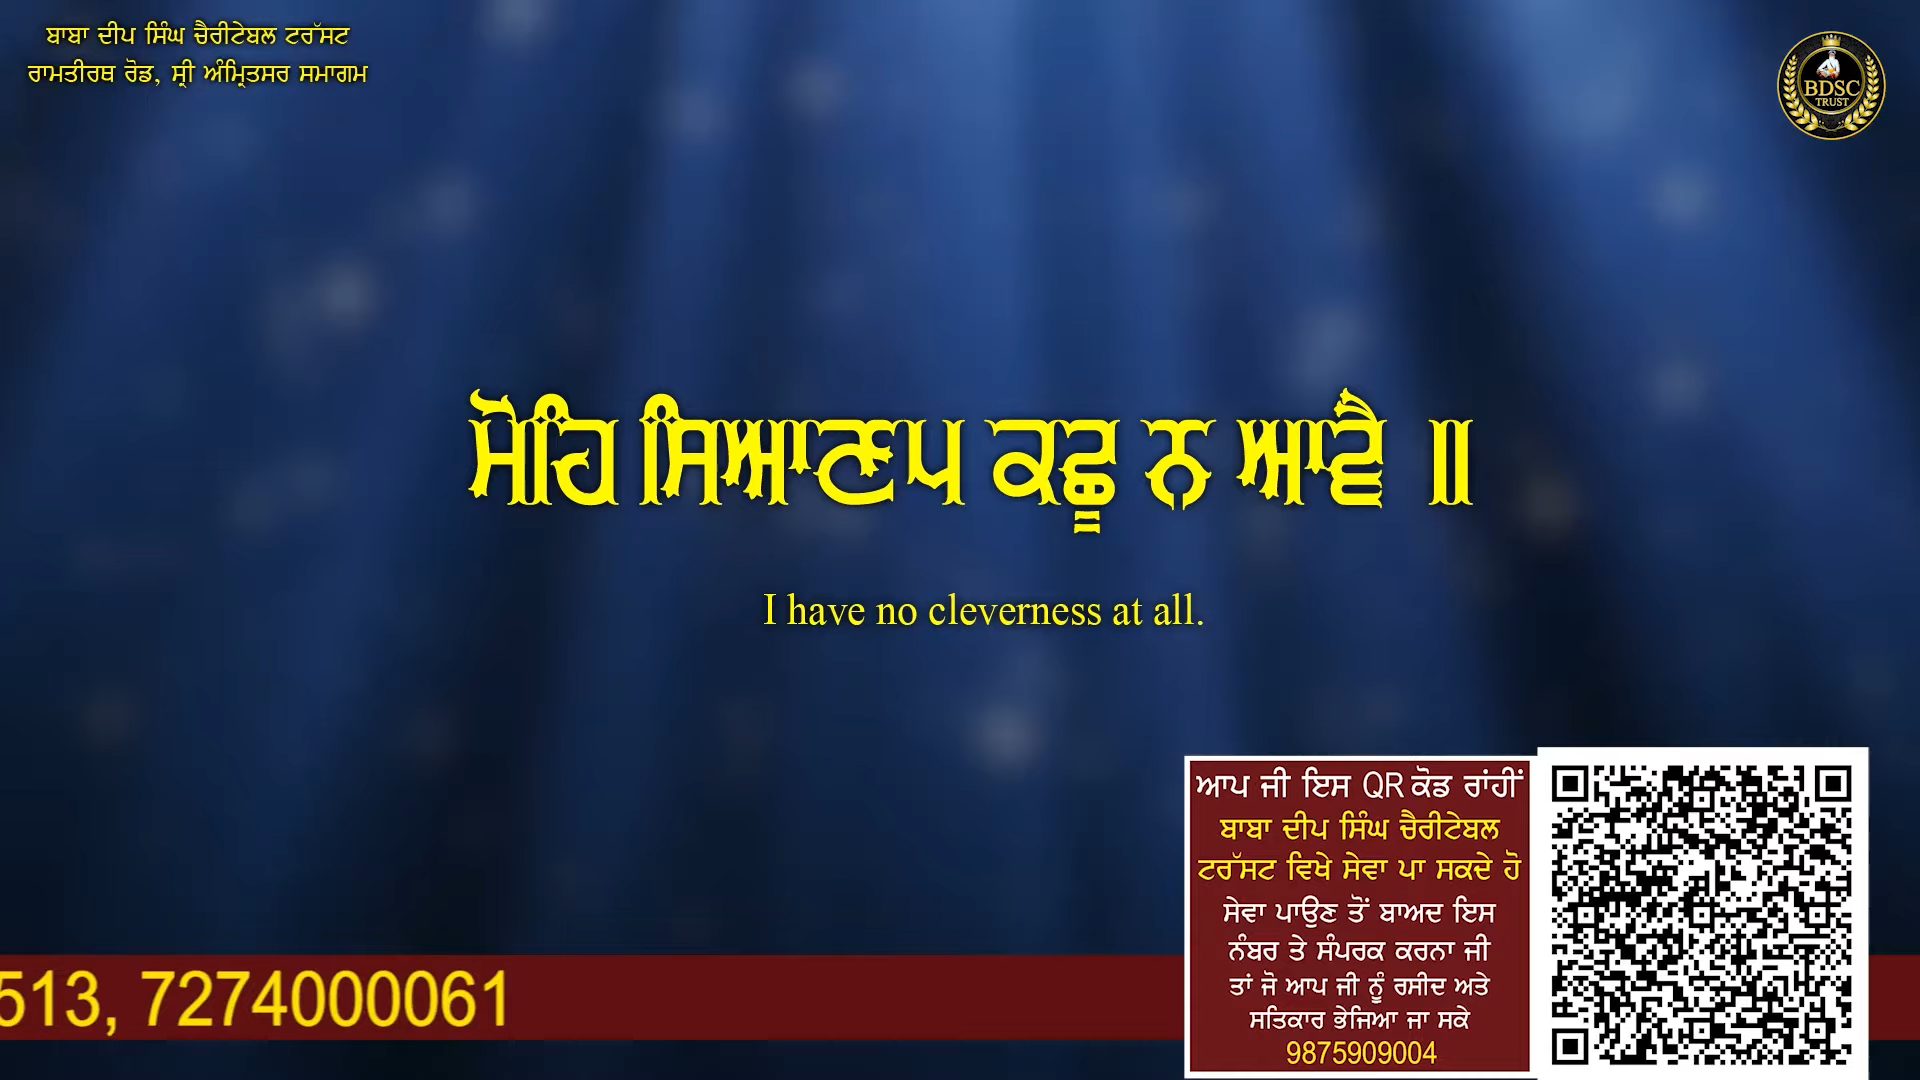 ਬਾਬਾ ਦੀਪ ਸਿੰਘ ਚੈਰੀਟੇਬਲ ਟਰੱਸਟ
ਰਾਮਤੀਰਥ ਰੋਡ, ਸ੍ਰੀ ਅੰਮ੍ਰਿਤਸਰ ਸਮਾਗਮ
BDSC
TRUST
ਮੋਹਿ ਸਿਆਣਪ ਕਛੂ ਨ ਆਵੈ ॥
I have no cleverness at all.
ਆਪ ਜੀ ਇਸ QR ਕੋਡ ਰਾਂਹੀਂ
ਬਾਬਾ ਦੀਪ ਸਿੰਘ ਚੈਰੀਟੇਬਲ
ਟਰੱਸਟ ਵਿਖੇ ਸੇਵਾ ਪਾ ਸਕਦੇ ਹੋ
ਸੇਵਾ ਪਾਉਣ ਤੋਂ ਬਾਅਦ ਇਸ
ਨੰਬਰ ਤੇ ਸੰਪਰਕ ਕਰਨਾ ਜੀ
ਤਾਂ ਜੋ ਆਪ ਜੀ ਨੂੰ ਰਸੀਦ ਅਤੇ
ਸਤਿਕਾਰ ਭੇਜਿਆ ਜਾ ਸਕੇ
9875909004
513, 7274000061